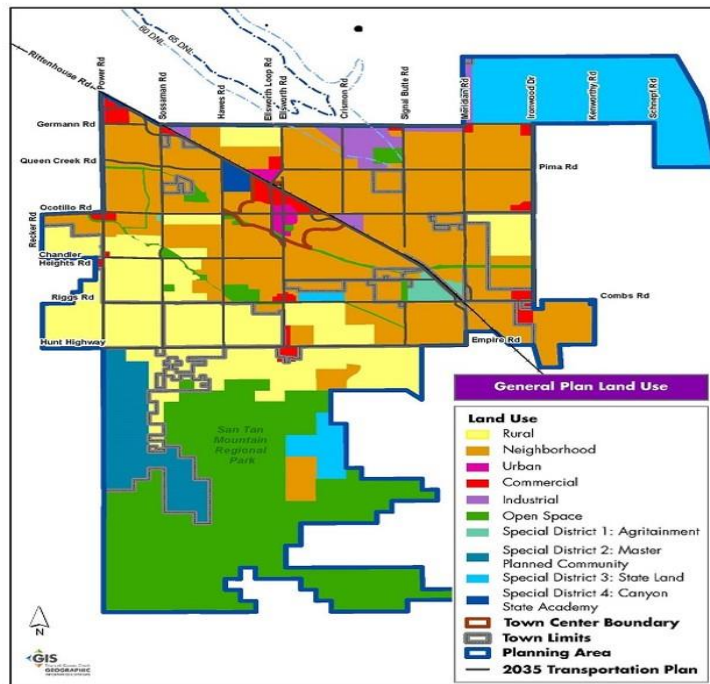 60 DNL
65 DNL
Rittenhouse Rd
Power Rd
Sossaman Rd
Hawes Rd
Ellsworth Loop Rd
Ellsworth Rd
Crismon Rd
Signal Butte Rd
Meridian Rd
Ironwood Dr
Kenworthy Rd
Schnepf Rd
Germann Rd
Queen Creek Rd
Pima Rd
Ocotillo Rd
Recker Rd
Chandler
Heights Rd
Riggs Rd
Combs Rd
Hunt Highway
Empire Rd
San Tan
Mountain
Regional
Park
General Plan Land Use
Land Use
Rural
Neighborhood
Urban
Commercial
Industrial
Open Space
Special District 1: Agritainment
Special District 2: Master
Planned Community
Special District 3: State Land
Special District 4: Canyon
State Academy
Town Center Boundary
Town Limits
Planning Area
2035 Transportation Plan
N
GIS
GEOGRAPHIC